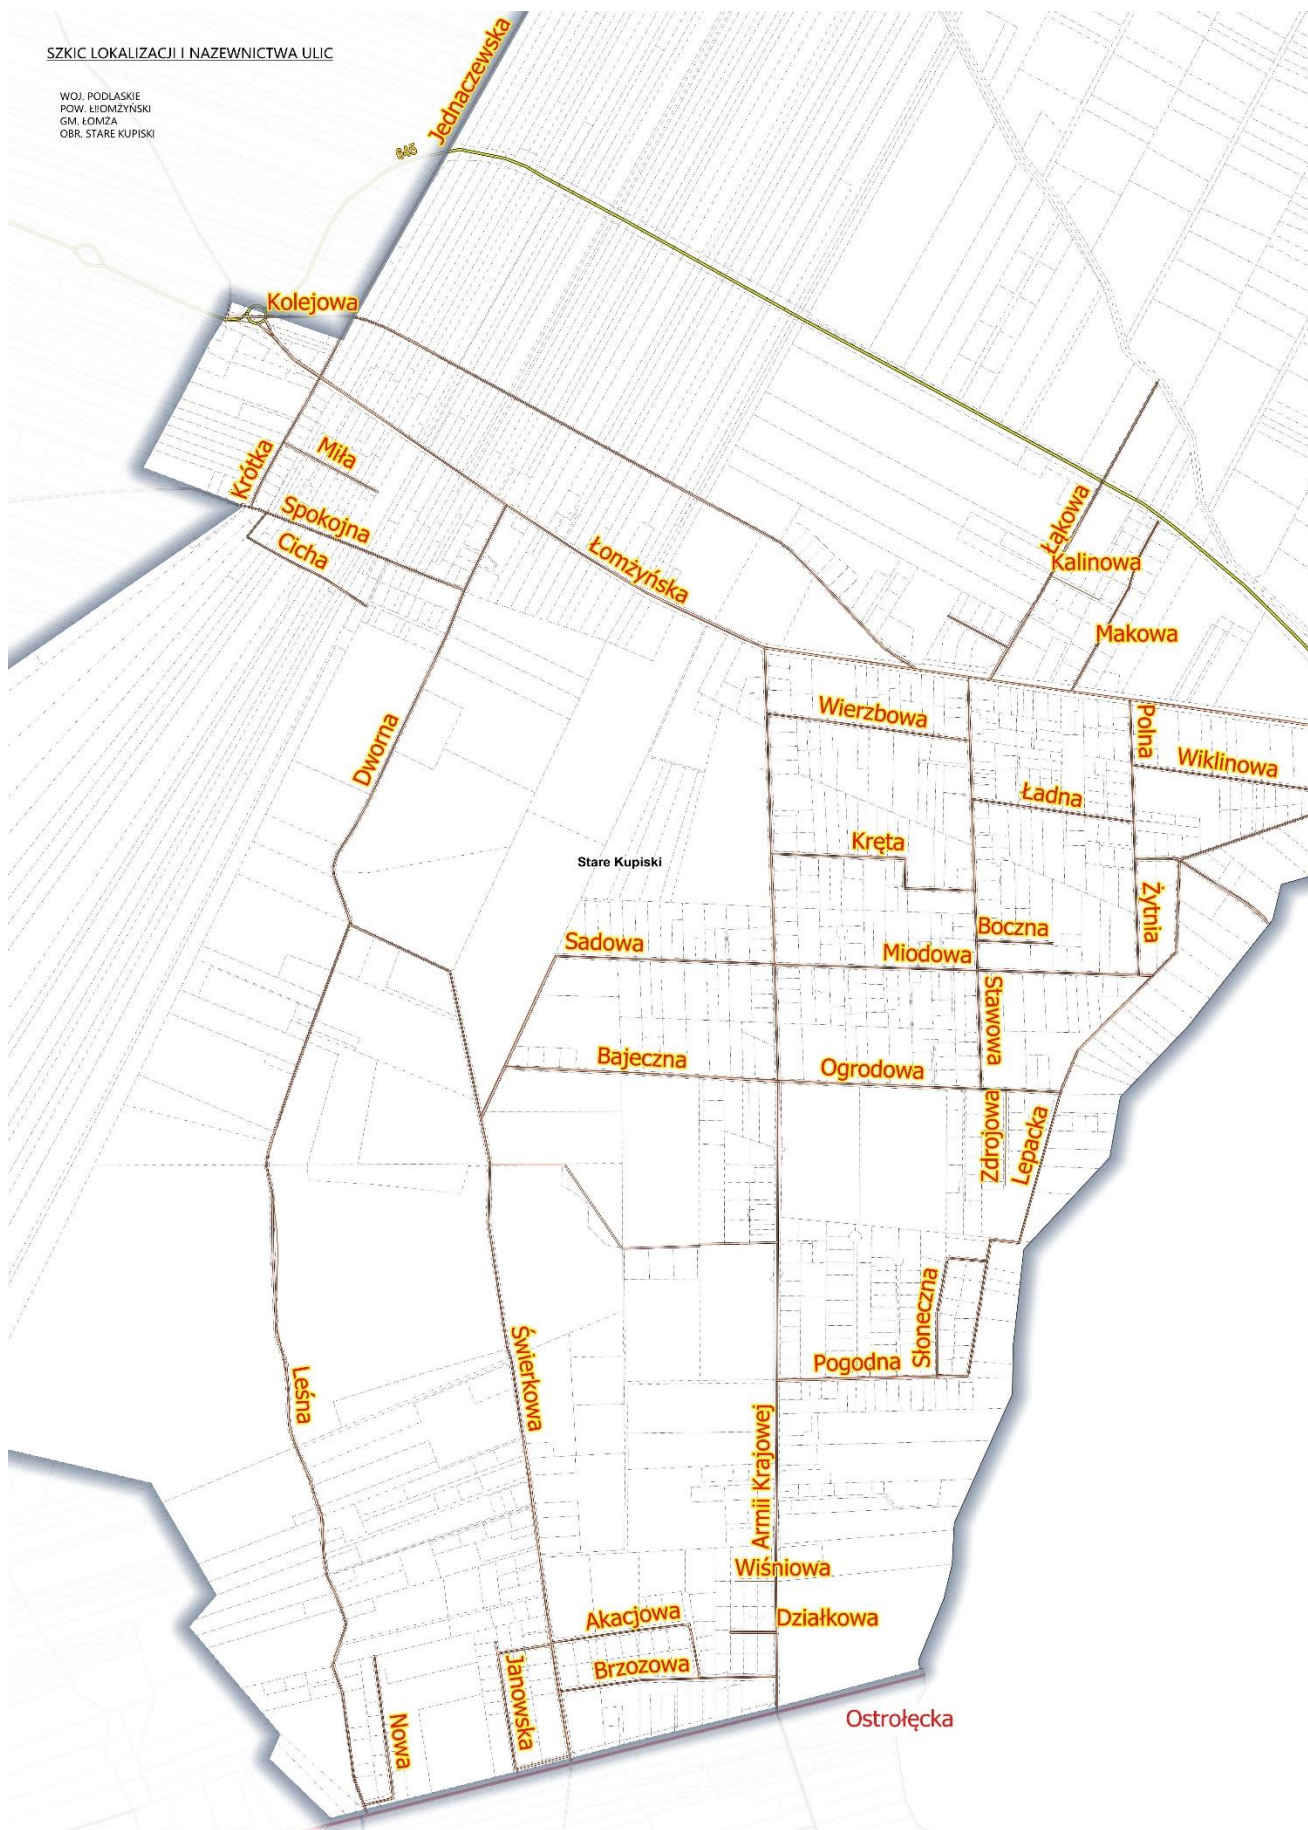 SZKIC LOKALIZACJI I NAZEWNICTWA ULIC
WOJ. PODLASKIE
POW. Ł!!OMŻYŃSKI
GM. ŁOMŻA
OBR. STARE KUPISKI
Jednaczewska
645
Kolejowa
Krótka
Miła
Spokojna
Cicha
Łomżyńska
Łąkowa
Kalinowa
Makowa
Dworna
Wierzbowa
Polna
Wiklinowa
Ładna
Kręta
Stare Kupiski
Żytnia
Boczna
Sadowa
Miodowa
Stawowa
Bajeczna
Ogrodowa
Zdrojowa
Lepacka
Słoneczna
Pogodna
Świerkowa
Leśna
Armii Krajowej
Wiśniowa
Akacjowa
Działkowa
Brzozowa
Janowska
Nowa
Ostrołęcka